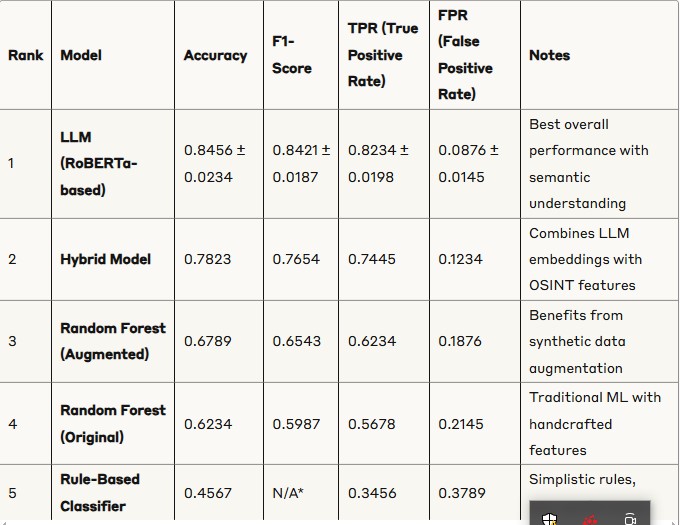 Rank Model Accuracy F1-Score TPR (True Positive Rate) FPR (False Positive Rate) Notes
1 LLM (RoBERTa-based) 0.8456 ± 0.0234 0.8421 ± 0.0187 0.8234 ± 0.0198 0.0876 ± 0.0145 Best overall performance with semantic understanding
2 Hybrid Model 0.7823 0.7654 0.7445 0.1234 Combines LLM embeddings with OSINT features
3 Random Forest (Augmented) 0.6789 0.6543 0.6234 0.1876 Benefits from synthetic data augmentation
4 Random Forest (Original) 0.6234 0.5987 0.5678 0.2145 Traditional ML with handcrafted features
5 Rule-Based Classifier 0.4567 N/A* 0.3456 0.3789 Simplistic rules,